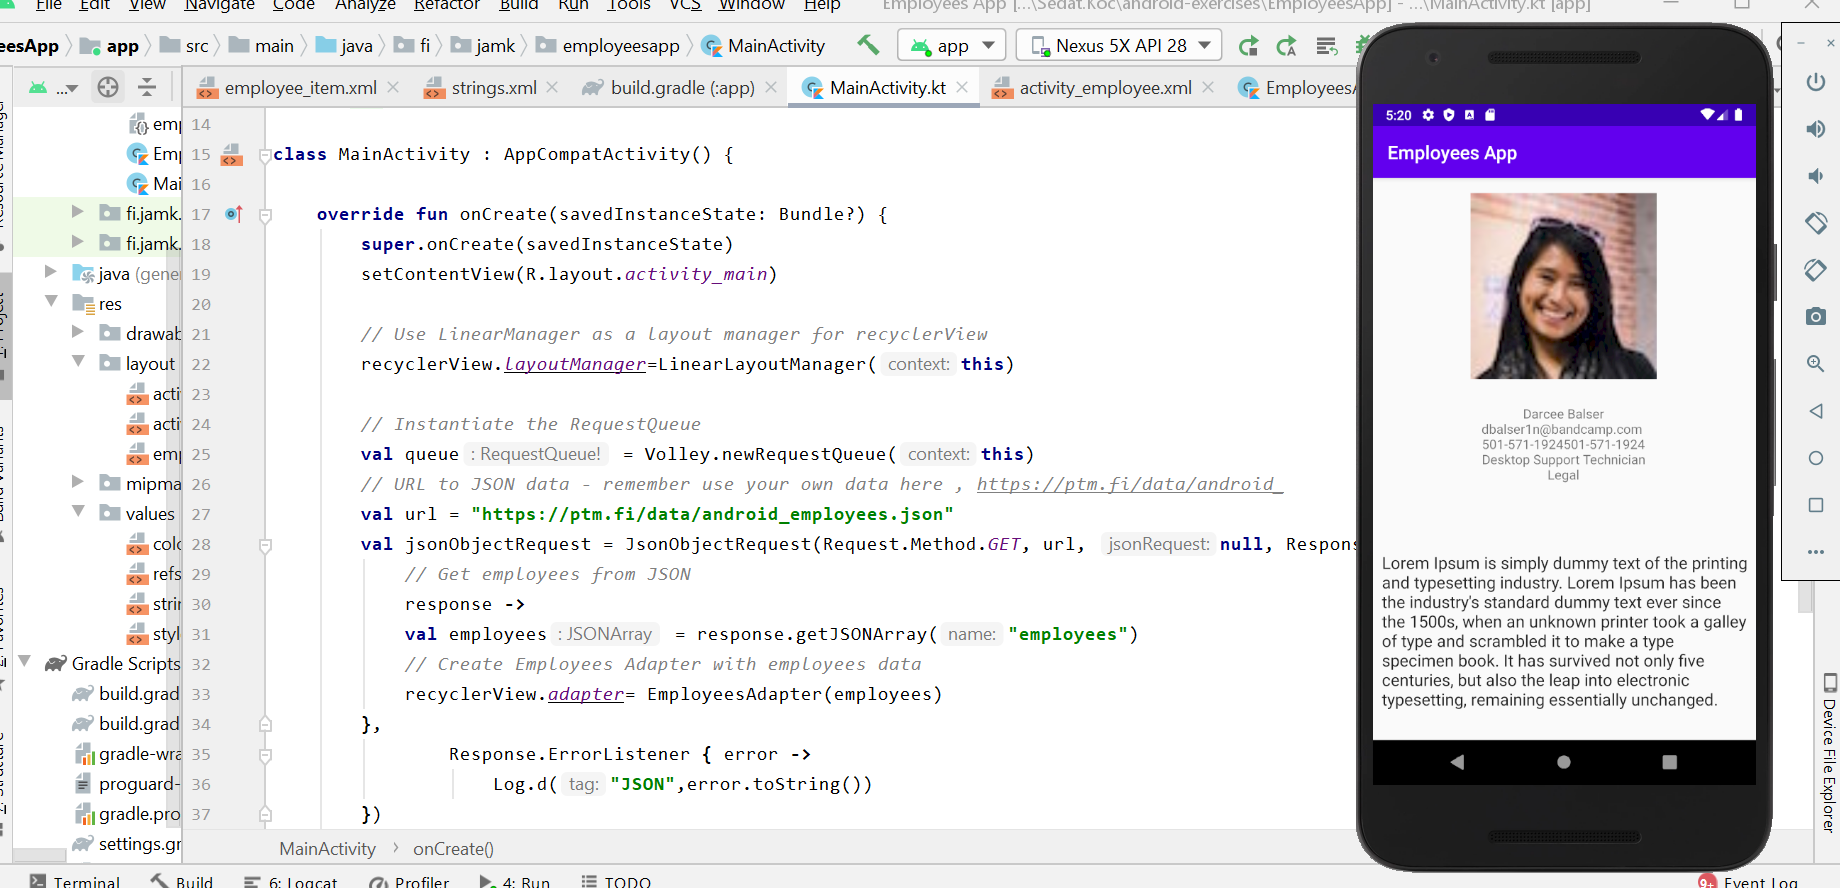 File Edit View Navigate Code Analyze Refactor Build Run Tools VCS Window Help Employees App [...\Sedat.Koc\android-exercises\EmployeesApp] - ...\MainActivity.kt [app]
eesApp app src main java fi jamk employeesapp MainActivity app Nexus 5X API 28
... employee_item.xml strings.xml build.gradle (:app) MainActivity.kt activity_employee.xml EmployeesA
emp
Emp
Mai
fi.jamk.
fi.jamk.
java (gene
res
drawab
layout
acti
acti
emp
mipma
values
colo
refs
strin
styl
Gradle Scripts
build.grad
build.grad
gradle-wra
proguard-
gradle.pro
settings.gr
14
15 class MainActivity : AppCompatActivity() {
16
17 override fun onCreate(savedInstanceState: Bundle?) {
18 super.onCreate(savedInstanceState)
19 setContentView(R.layout.activity_main)
20
21 // Use LinearManager as a layout manager for recyclerView
22 recyclerView.layoutManager=LinearLayoutManager( context: this)
23
24 // Instantiate the RequestQueue
25 val queue : RequestQueue! = Volley.newRequestQueue( context: this)
26 // URL to JSON data - remember use your own data here , https://ptm.fi/data/android_
27 val url = "https://ptm.fi/data/android_employees.json"
28 val jsonObjectRequest = JsonObjectRequest(Request.Method.GET, url, jsonRequest: null, Respons
29 // Get employees from JSON
30 response ->
31 val employees : JSONArray = response.getJSONArray( name: "employees")
32 // Create Employees Adapter with employees data
33 recyclerView.adapter= EmployeesAdapter(employees)
34 },
35 Response.ErrorListener { error ->
36 Log.d( tag: "JSON",error.toString())
37 })
MainActivity › onCreate()
Terminal Build 6: Logcat Profiler 4: Run TODO 9+ Event Log
5:20
Employees App
Darcee Balser
dbalser1n@bandcamp.com
501-571-1924501-571-1924
Desktop Support Technician
Legal
Lorem Ipsum is simply dummy text of the printing
and typesetting industry. Lorem Ipsum has been
the industry's standard dummy text ever since
the 1500s, when an unknown printer took a galley
of type and scrambled it to make a type
specimen book. It has survived not only five
centuries, but also the leap into electronic
typesetting, remaining essentially unchanged.
Device File Explorer